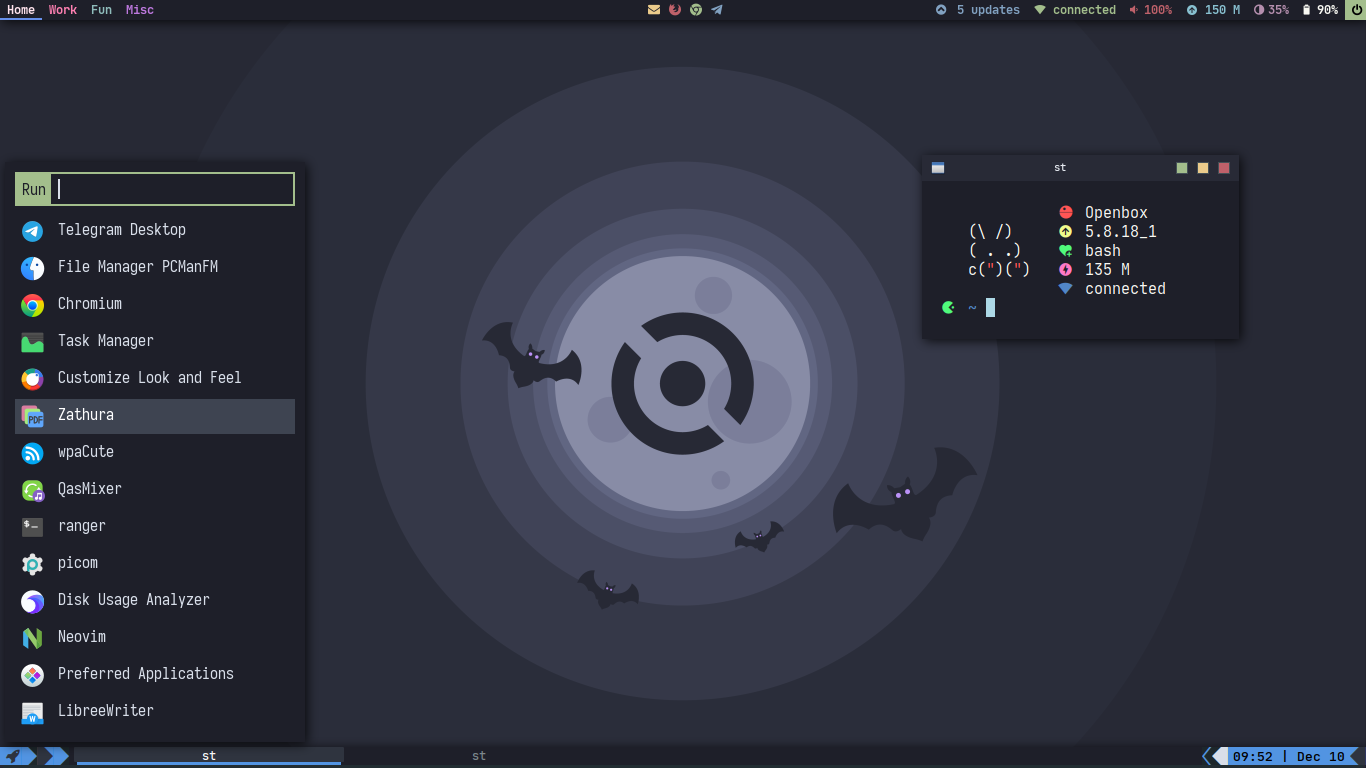 Home Work Fun Misc
5 updates connected 100% 150 M 35% 90%
Run
Telegram Desktop
File Manager PCManFM
Chromium
Task Manager
Customize Look and Feel
PDF Zathura
wpaCute
QasMixer
$_ ranger
picom
Disk Usage Analyzer
Neovim
Preferred Applications
W LibreeWriter
st
Openbox
(\ /) 5.8.18_1
( . .) bash
c(")(") 135 M
connected
~
st st
09:52 | Dec 10